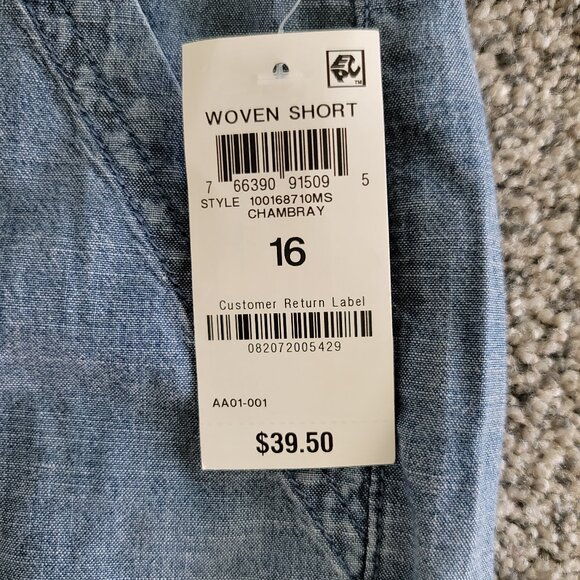 WOVEN SHORT
7 66390 91509 5
STYLE 100168710MS
CHAMBRAY
16
Customer Return Label
082072005429
AA01-001
$39.50